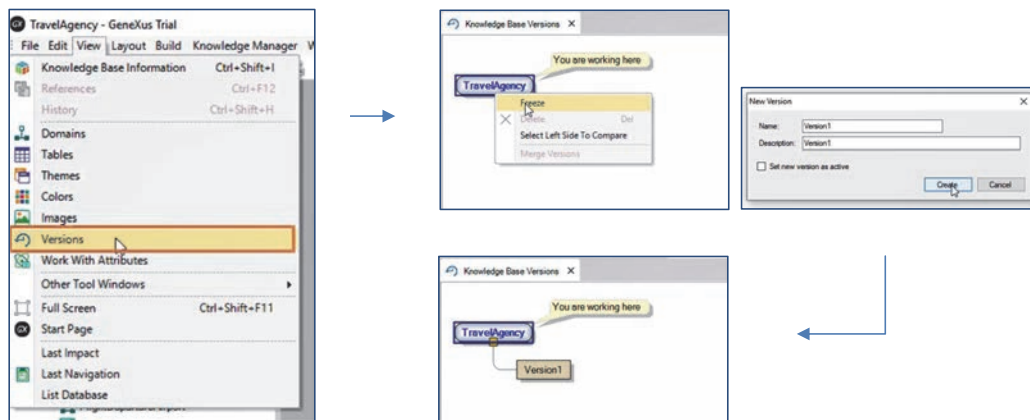 TravelAgency - GeneXus Trial
File Edit View Layout Build Knowledge Manager W
Knowledge Base Information Ctrl+Shift+I
References Ctrl+F12
History Ctrl+Shift+H
Domains
Tables
Themes
Colors
Images
Versions
Work With Attributes
Other Tool Windows
Full Screen Ctrl+Shift+F11
Start Page
Last Impact
Last Navigation
List Database
Knowledge Base Versions X
You are working here
TravelAgency
Freeze
Delete Del
Select Left Side To Compare
Merge Versions
New Version
Name: Version1
Description: Version1
Set new version as active
Create Cancel
Knowledge Base Versions X
You are working here
TravelAgency
Version1